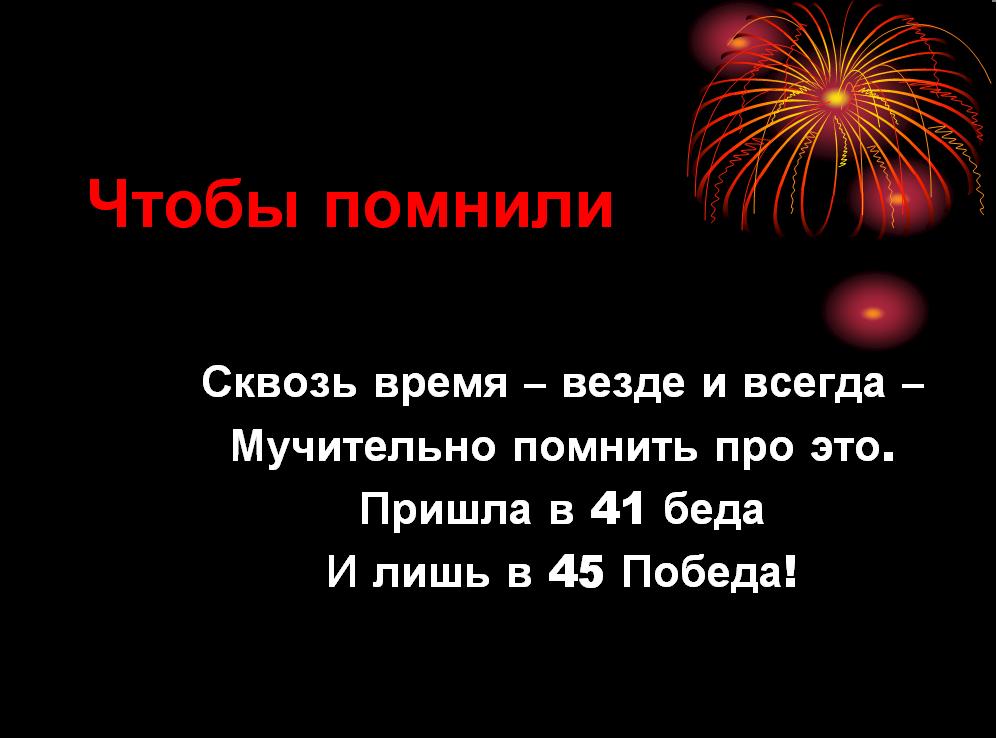 Чтобы помнили
Сквозь время – везде и всегда –
Мучительно помнить про это.
Пришла в 41 беда
И лишь в 45 Победа!